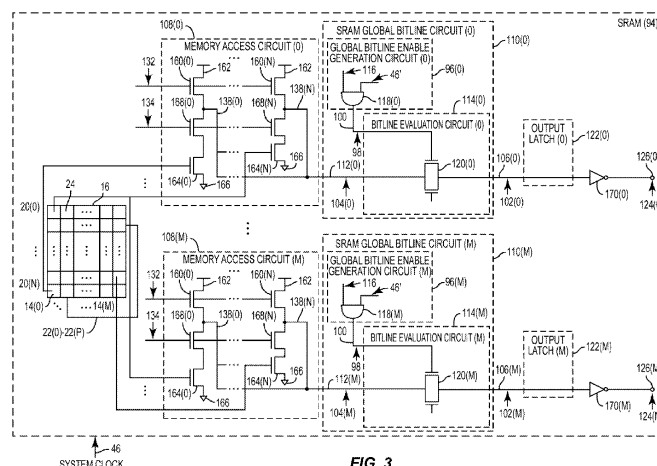 SRAM (94)
108(0)
MEMORY ACCESS CIRCUIT (0)
SRAM GLOBAL BITLINE CIRCUIT (0)
GLOBAL BITLINE ENABLE
GENERATION CIRCUIT (0)
110(0)
132
160(0)
162
160(N)
162
138(N)
116
46'
96(0)
118(0)
134
168(0)
138(0)
168(N)
100
114(0)
BITLINE EVALUATION CIRCUIT (0)
98
OUTPUT
LATCH (0)
122(0)
24
16
166
166
120(0)
106(0)
126(0)
164(0)
164(N)
112(0)
104(0)
102(0)
170(0)
124(0)
20(0)
20(N)
14(0)
14(M)
22(0)-22(P)
108(M)
MEMORY ACCESS CIRCUIT (M)
SRAM GLOBAL BITLINE CIRCUIT (M)
GLOBAL BITLINE ENABLE
GENERATION CIRCUIT (M)
110(M)
132
160(0)
162
160(N)
162
138(N)
116
46'
96(M)
118(M)
134
168(0)
138(0)
168(N)
100
114(M)
BITLINE EVALUATION CIRCUIT (M)
98
OUTPUT
LATCH (M)
122(M)
166
166
120(M)
106(M)
164(0)
164(N)
112(M)
104(M)
102(M)
170(M)
46
SYSTEM CLOCK
FIG. 3